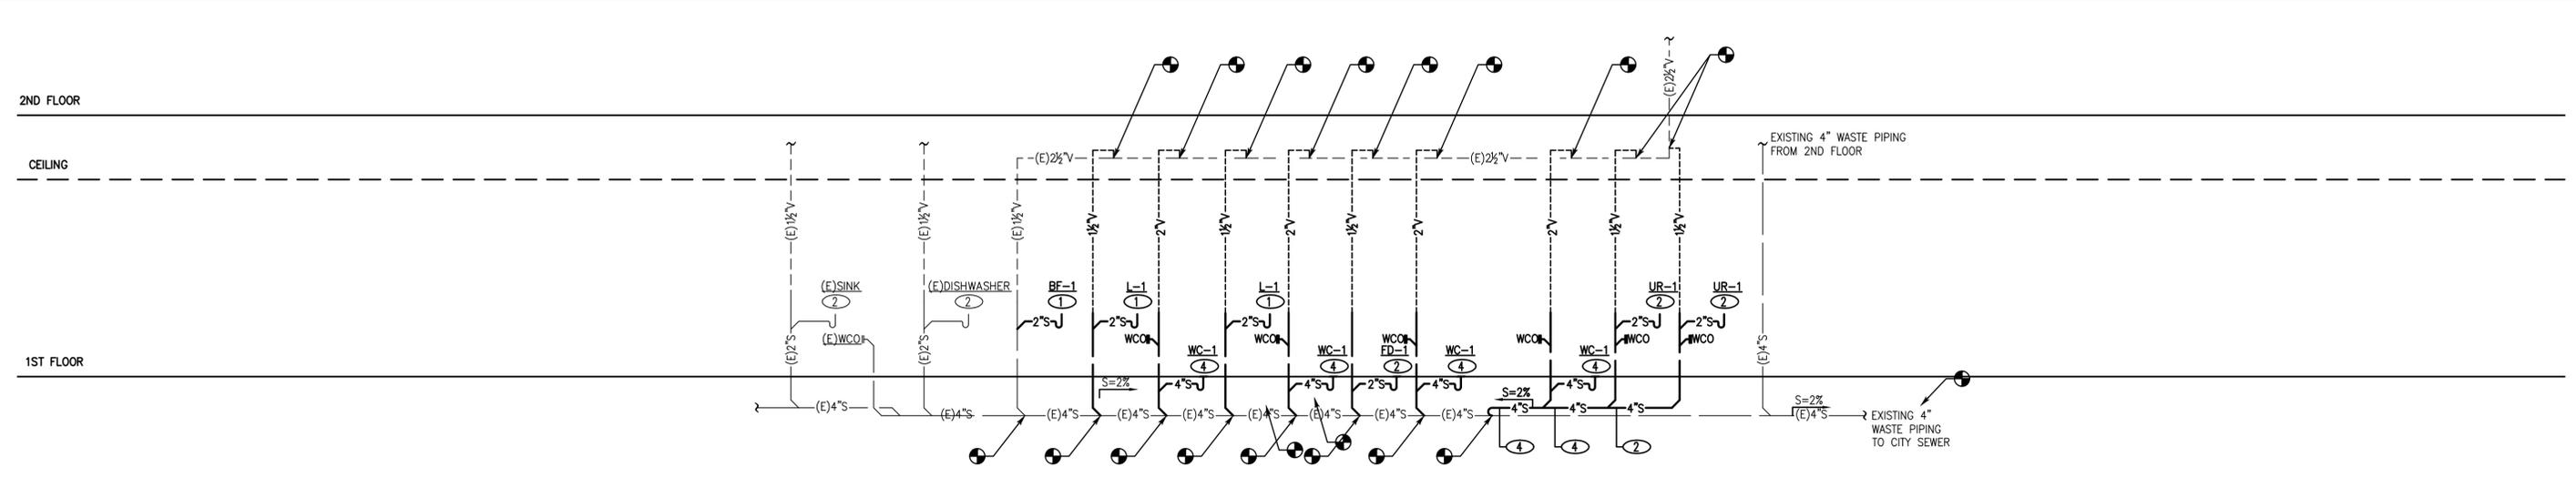 (E)2½"V
2ND FLOOR
EXISTING 4" WASTE PIPING
FROM 2ND FLOOR
(E)2½"V
(E)2½"V
CEILING
(E)1½"V
(E)1½"V
(E)1½"V
1½"V
2"V
1½"V
2"V
1½"V
2"V
2"V
1½"V
1½"V
(E)SINK
2
(E)DISHWASHER
2
BF-1
1
L-1
1
L-1
1
UR-1
2
UR-1
2
2"S
2"S
2"S
2"S
2"S
(E)2"S
(E)WCO
(E)2"S
WCO
WCO
WCO
WCO
WCO
WCO
(E)4"S
WC-1
4
WC-1
4
FD-1
2
WC-1
4
WC-1
4
1ST FLOOR
S=2%
4"S
4"S
2"S
4"S
S=2%
4"S
S=2%
(E)4"S
(E)4"S
(E)4"S
(E)4"S
(E)4"S
(E)4"S
(E)4"S
(E)4"S
(E)4"S
4"S
4"S
4"S
(E)4"S
EXISTING 4"
WASTE PIPING
TO CITY SEWER
4
4
2